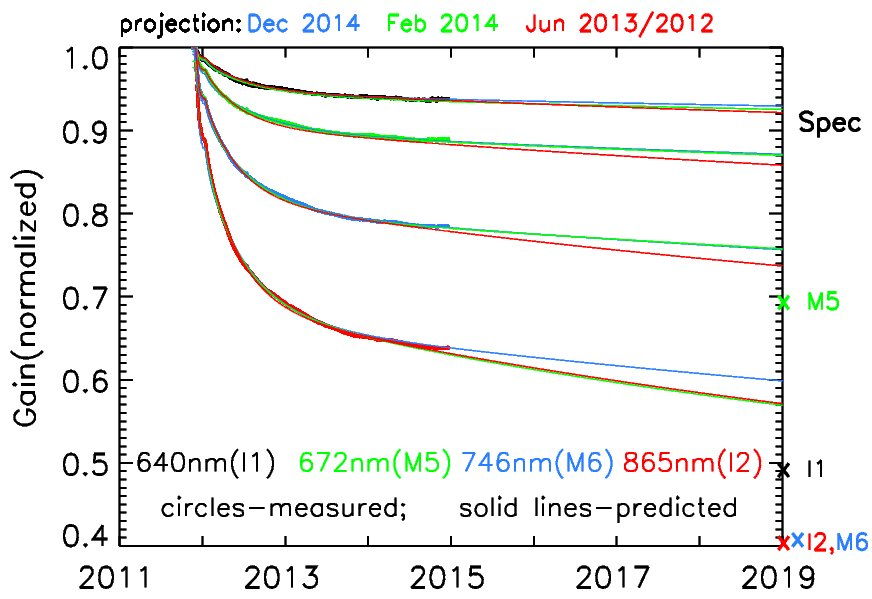 projection: Dec 2014 Feb 2014 Jun 2013/2012
1.0
0.9
0.8
0.7
0.6
0.5
0.4
Gain(normalized)
Spec
x M5
x I1
x x I2,M6
640nm(I1) 672nm(M5) 746nm(M6) 865nm(I2)
circles-measured; solid lines-predicted
2011 2013 2015 2017 2019